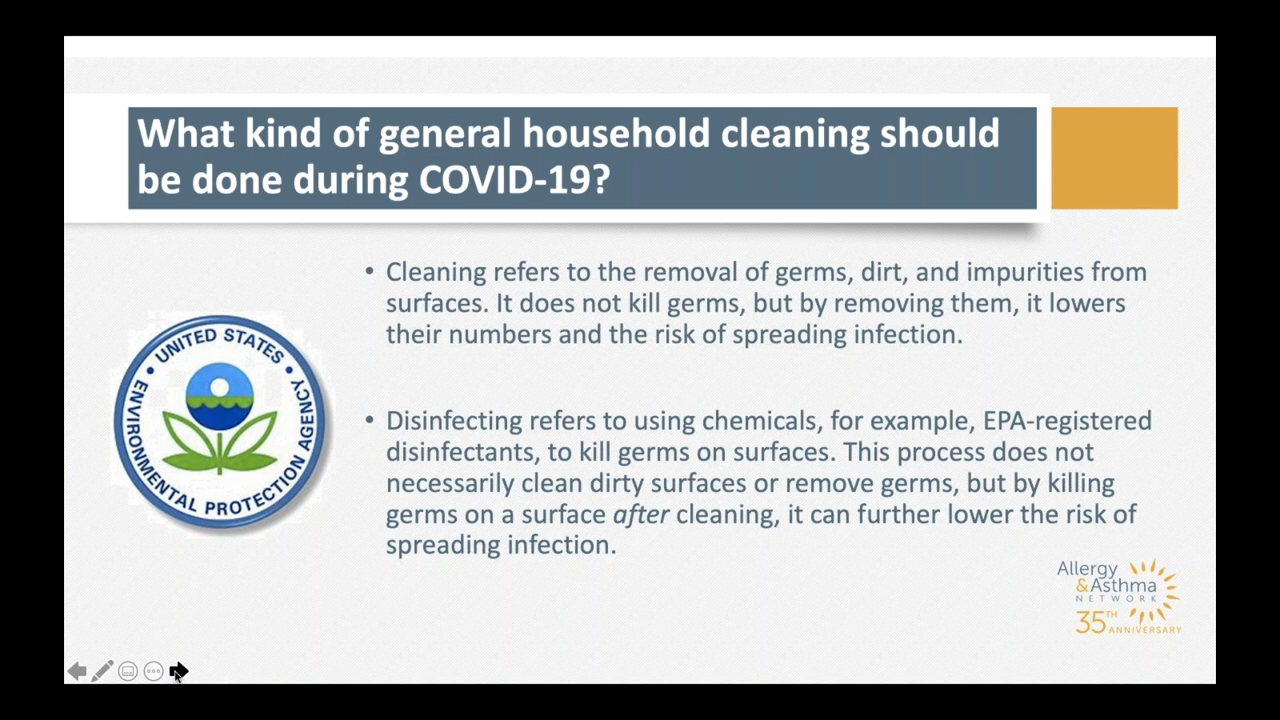 What kind of general household cleaning should
be done during COVID-19?
• Cleaning refers to the removal of germs, dirt, and impurities from
surfaces. It does not kill germs, but by removing them, it lowers
their numbers and the risk of spreading infection.
UNITED STATES
• ENVIRONMENTAL PROTECTION AGENCY •
• Disinfecting refers to using chemicals, for example, EPA-registered
disinfectants, to kill germs on surfaces. This process does not
necessarily clean dirty surfaces or remove germs, but by killing
germs on a surface after cleaning, it can further lower the risk of
spreading infection.
Allergy
&Asthma
NETWORK
35TH ANNIVERSARY